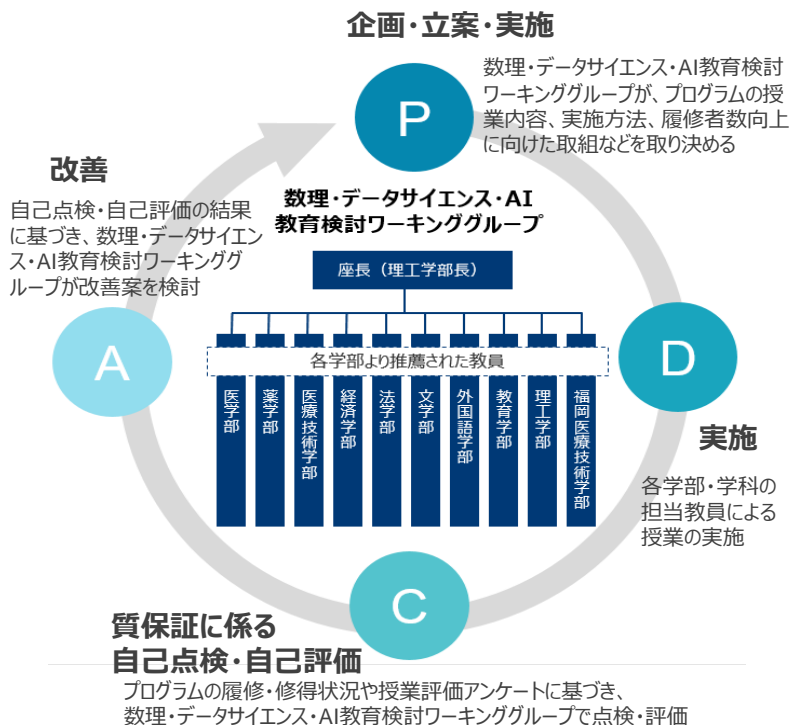 企画・立案・実施
P
数理・データサイエンス・AI教育検討
ワーキンググループが、プログラムの授
業内容、実施方法、履修者数向上
に向けた取組などを取り決める
改善
自己点検・自己評価の結果
に基づき、数理・データサイエン
ス・AI教育検討ワーキンググ
ループが改善案を検討
A
数理・データサイエンス・AI
教育検討ワーキンググループ
座長（理工学部長）
各学部より推薦された教員
医学部
薬学部
医療技術学部
経済学部
法学部
文学部
外国語学部
教育学部
理工学部
福岡医療技術学部
D
実施
各学部・学科の
担当教員による
授業の実施
C
質保証に係る
自己点検・自己評価
プログラムの履修・修得状況や授業評価アンケートに基づき、
数理・データサイエンス・AI教育検討ワーキンググループで点検・評価